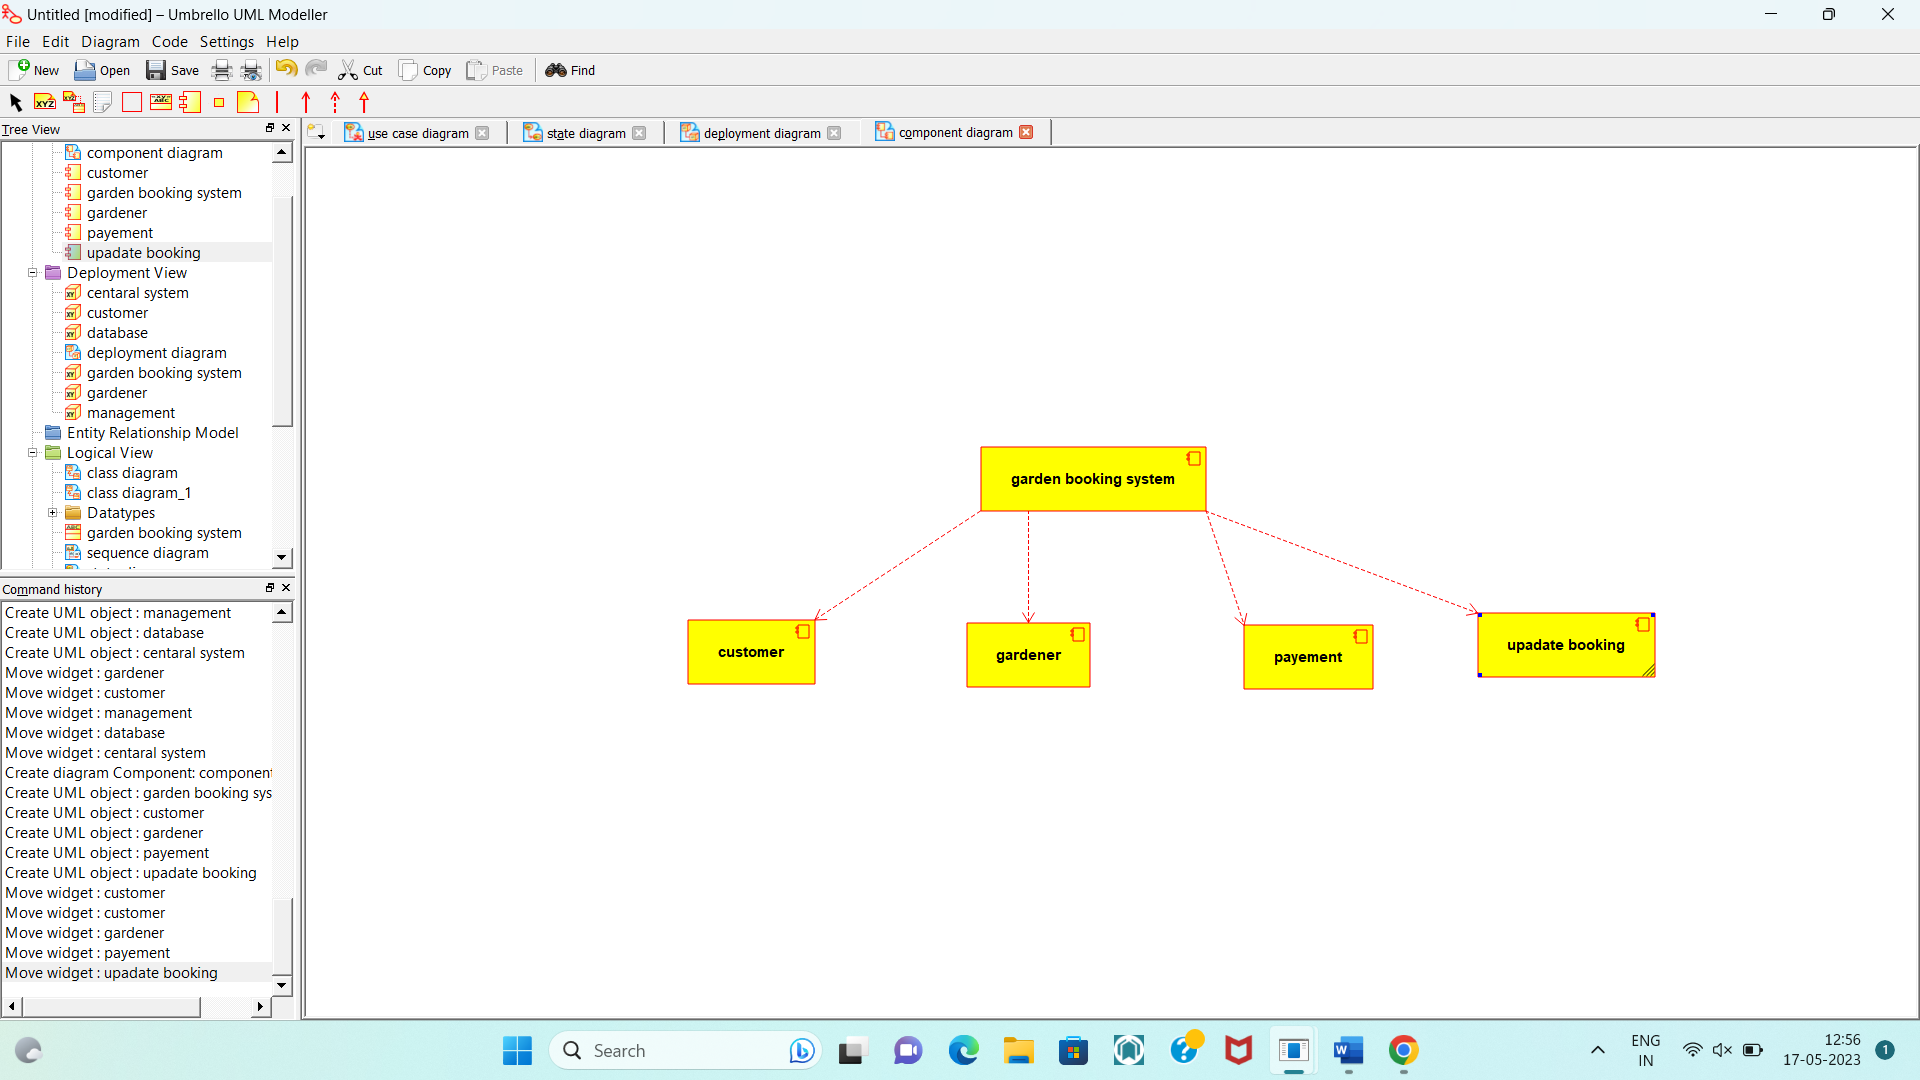 Untitled [modified] – Umbrello UML Modeller
File Edit Diagram Code Settings Help
New Open Save Cut Copy Paste Find
XYZ XYZ ABC
Tree View
use case diagram state diagram deployment diagram component diagram
component diagram
customer
garden booking system
gardener
payement
upadate booking
Deployment View
centaral system
customer
database
deployment diagram
garden booking system
gardener
management
Entity Relationship Model
Logical View
class diagram
class diagram_1
Datatypes
garden booking system
sequence diagram
Command history
Create UML object : management
Create UML object : database
Create UML object : centaral system
Move widget : gardener
Move widget : customer
Move widget : management
Move widget : database
Move widget : centaral system
Create diagram Component: component
Create UML object : garden booking sys
Create UML object : customer
Create UML object : gardener
Create UML object : payement
Create UML object : upadate booking
Move widget : customer
Move widget : customer
Move widget : gardener
Move widget : payement
Move widget : upadate booking
garden booking system
customer
gardener
payement
upadate booking
Search
ENG
IN
12:56
17-05-2023
1